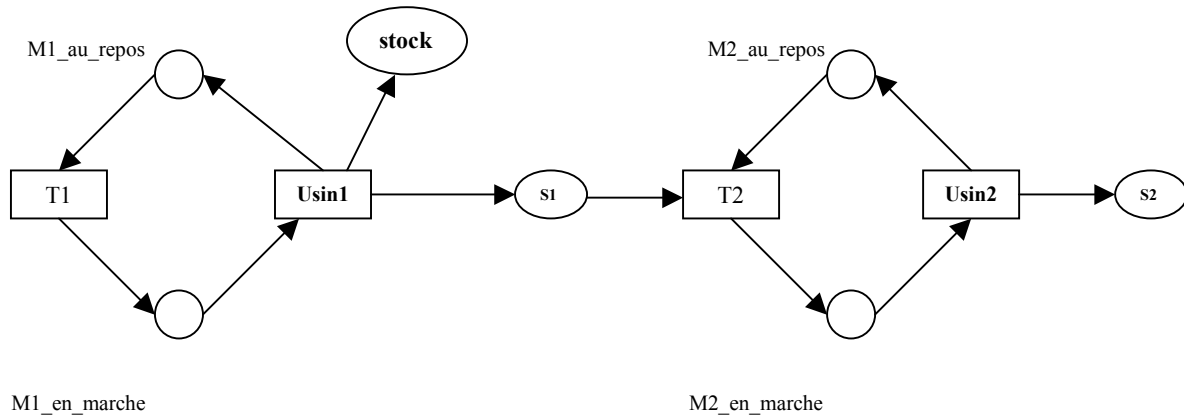 stock
M1_au_repos
M2_au_repos
T1
Usin1
S1
T2
Usin2
S2
M1_en_marche
M2_en_marche